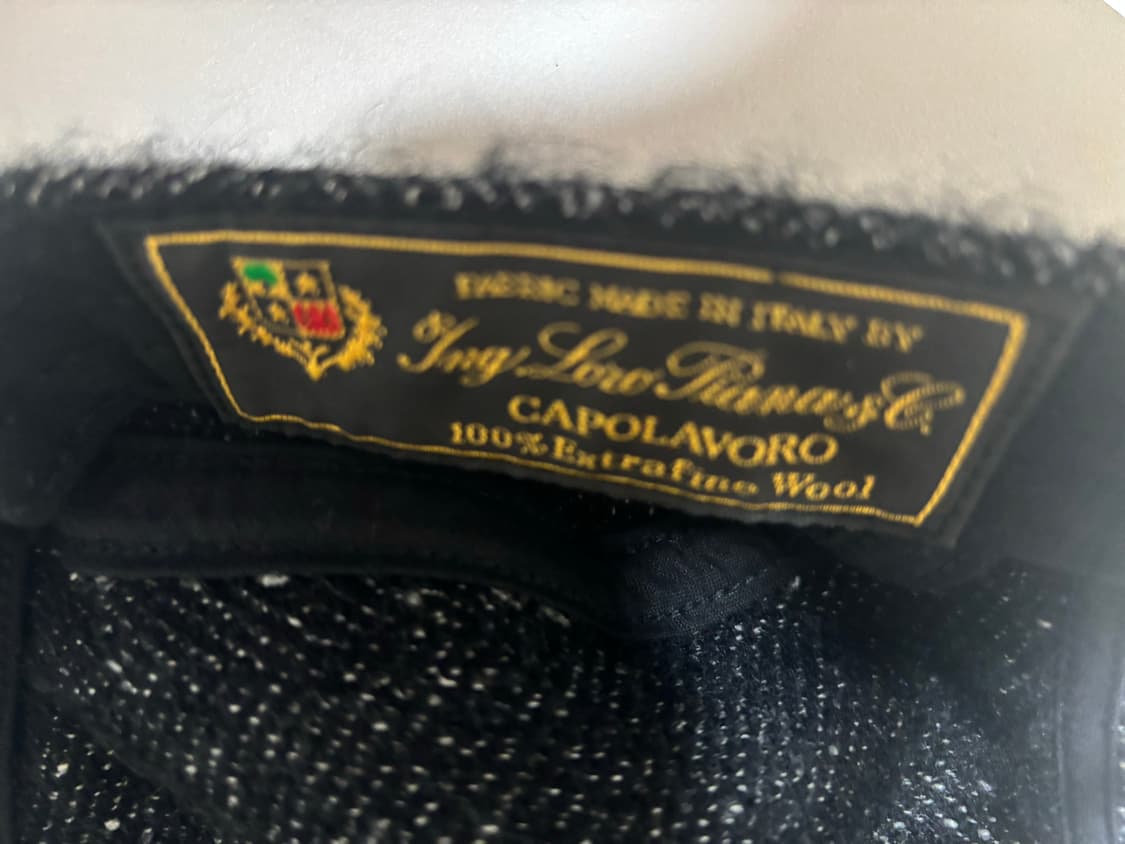 FABRIC MADE IN ITALY BY
Ing. Loro Piana & C.
CAPOLAVORO
100% Extrafine Wool